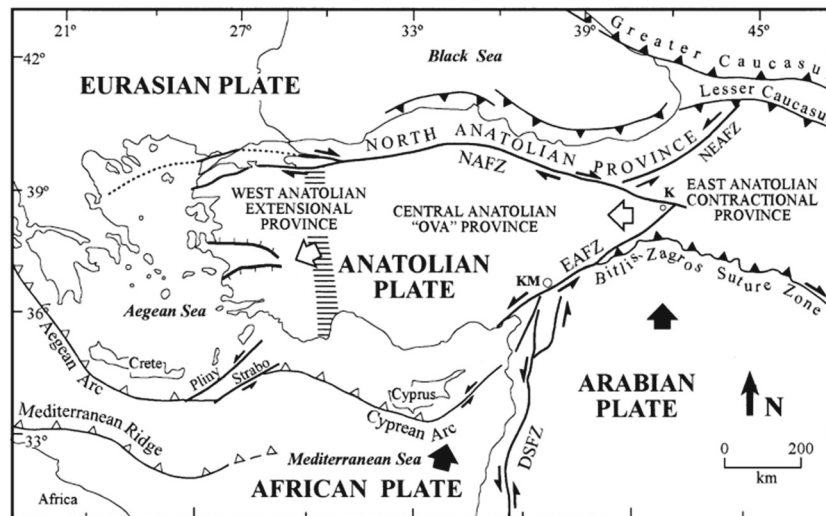 21°
27°
33°
39°
45°
42°
39°
36°
33°
Greater Caucasu
Lesser Caucasu
Black Sea
EURASIAN PLATE
NORTH ANATOLIAN PROVINCE
NAFZ
NEAFZ
WEST ANATOLIAN
EXTENSIONAL
PROVINCE
CENTRAL ANATOLIAN
"OVA" PROVINCE
K
EAST ANATOLIAN
CONTRACTIONAL
PROVINCE
ANATOLIAN
PLATE
KM
EAFZ
Bitlis-Zagros Suture Zone
Aegean Sea
Aegean Arc
Crete
Pliny
Strabo
Cyprus
Cyprean Arc
ARABIAN
PLATE
N
Mediterranean Ridge
Mediterranean Sea
DSFZ
AFRICAN PLATE
Africa
0
200
km